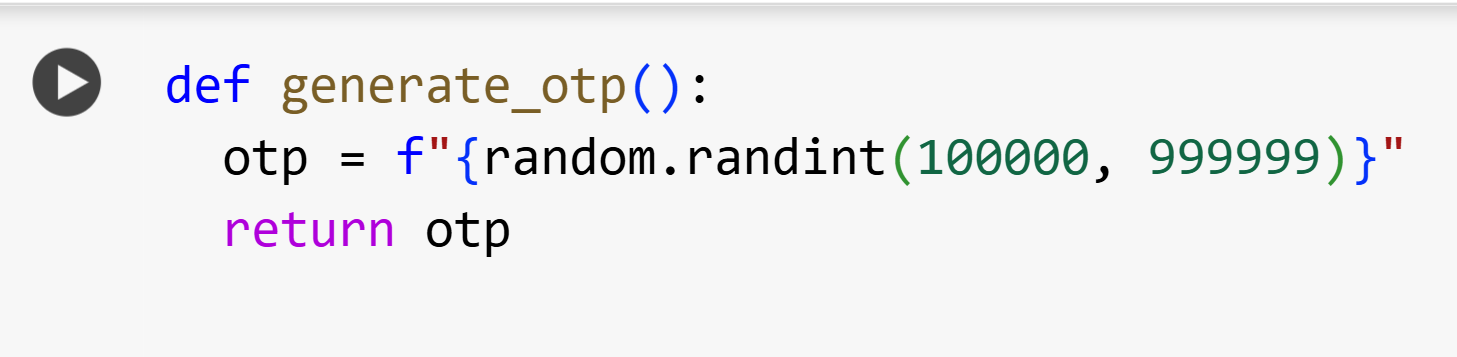 def generate_otp():
  otp = f"{random.randint(100000, 999999)}"
  return otp